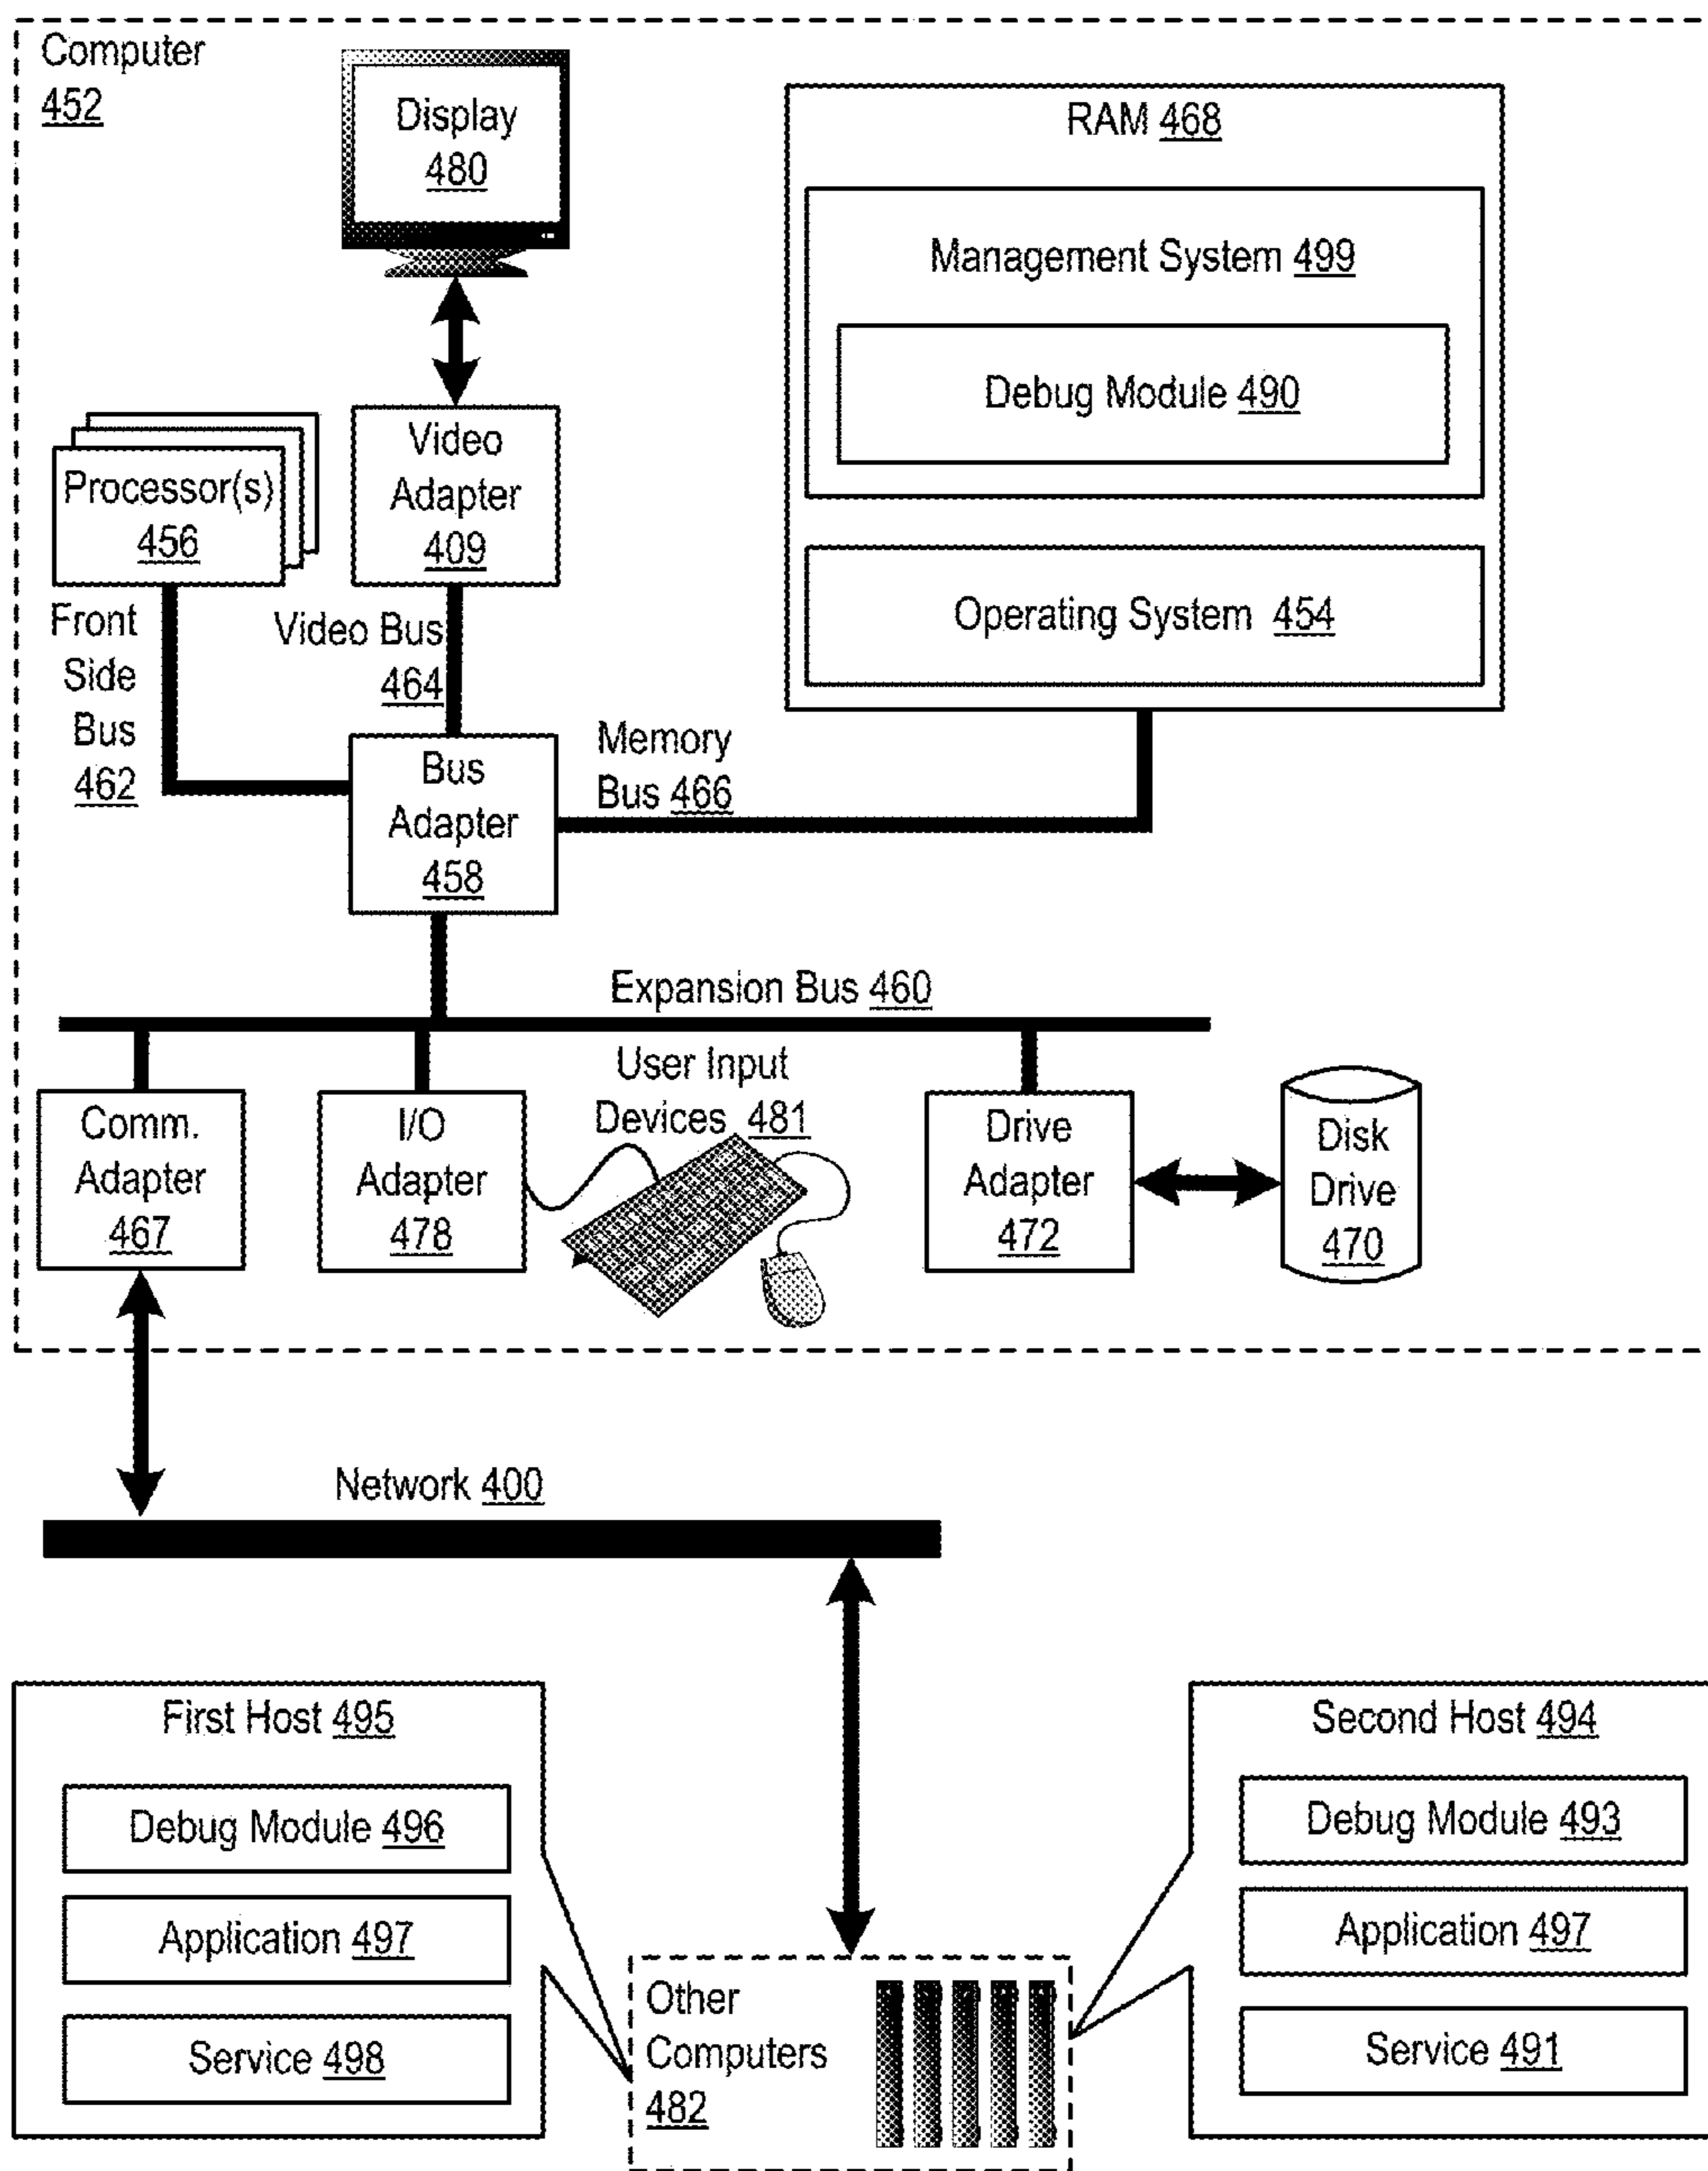 Computer
452
Display
480
RAM 468
Management System 499
Debug Module 490
Operating System 454
Processor(s)
456
Video
Adapter
409
Front
Side
Bus
462
Video Bus
464
Bus
Adapter
458
Memory
Bus 466
Expansion Bus 460
Comm.
Adapter
467
I/O
Adapter
478
User Input
Devices 481
Drive
Adapter
472
Disk
Drive
470
Network 400
First Host 495
Debug Module 496
Application 497
Service 498
Other
Computers
482
Second Host 494
Debug Module 493
Application 497
Service 491